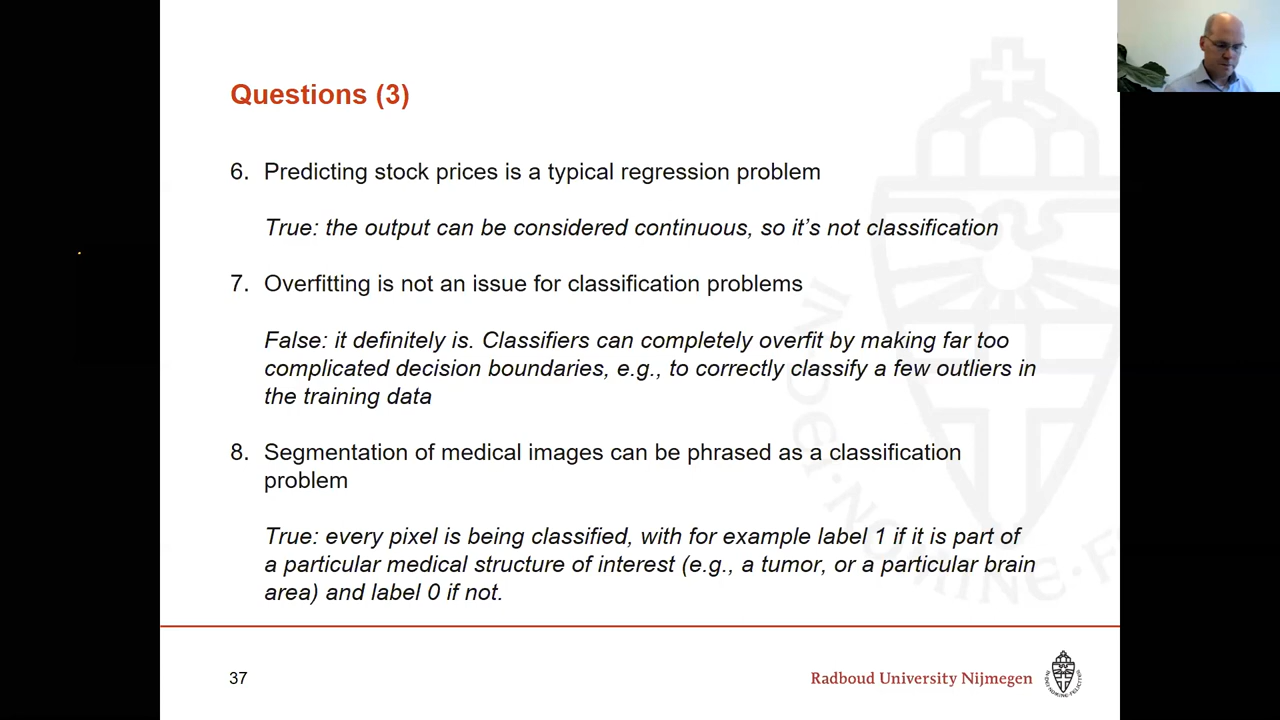 Questions (3)
6. Predicting stock prices is a typical regression problem
True: the output can be considered continuous, so it's not classification
7. Overfitting is not an issue for classification problems
False: it definitely is. Classifiers can completely overfit by making far too
complicated decision boundaries, e.g., to correctly classify a few outliers in
the training data
8. Segmentation of medical images can be phrased as a classification
problem
True: every pixel is being classified, with for example label 1 if it is part of
a particular medical structure of interest (e.g., a tumor, or a particular brain
area) and label 0 if not.
37
Radboud University Nijmegen